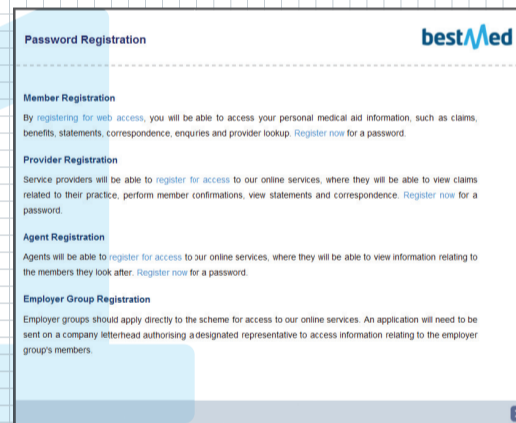 Password Registration
bestMed
Member Registration
By registering for web access, you will be able to access your personal medical aid information, such as claims,
benefits, statements, correspondence, enquries and provider lookup. Register now for a password.
Provider Registration
Service providers will be able to register for access to our online services, where they will be able to view claims
related to their practice, perform member confirmations, view statements and correspondence. Register now for a
password.
Agent Registration
Agents will be able to register for access to our online services, where they will be able to view information relating to
the members they look after. Register now for a password.
Employer Group Registration
Employer groups should apply directly to the scheme for access to our online services. An application will need to be
sent on a company letterhead authorising a designated representative to access information relating to the employer
group's members.